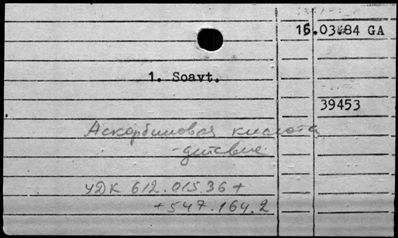 16.03.84 GA
1. Soavt.
39453
Аскорбиновая кислота
- действие
УДК 612.015.36 +
+ 547.164.2